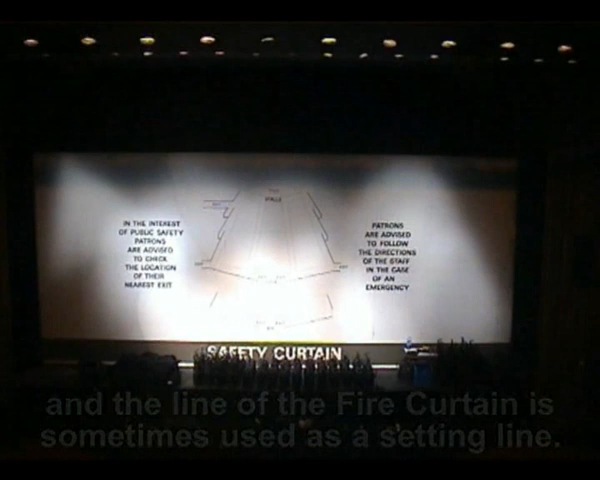 IN THE INTEREST
OF PUBLIC SAFETY
PATRONS
ARE ADVISED
TO CHECK
THE LOCATION
OF THEIR
NEAREST EXIT
STALLS
PATRONS
ARE ADVISED
TO FOLLOW
THE DIRECTIONS
OF THE STAFF
IN THE CASE
OF AN
EMERGENCY
SAFETY CURTAIN
and the line of the Fire Curtain is
sometimes used as a setting line.